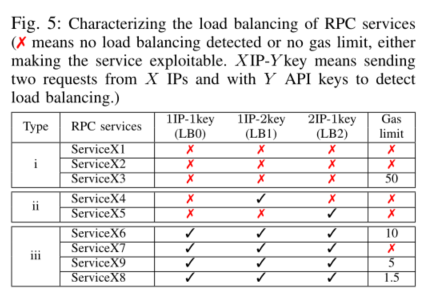 Fig. 5: Characterizing the load balancing of RPC services
(✗ means no load balancing detected or no gas limit, either
making the service exploitable. XIP-Ykey means sending
two requests from X IPs and with Y API keys to detect
load balancing.)
Type RPC services 1IP-1key (LB0) 1IP-2key (LB1) 2IP-1key (LB2) Gas limit
i
ServiceX1 ✗ ✗ ✗ ✗
ServiceX2 ✗ ✗ ✗ ✗
ServiceX3 ✗ ✗ ✗ 50
ii
ServiceX4 ✗ ✓ ✗ ✗
ServiceX5 ✗ ✗ ✓ ✗
iii
ServiceX6 ✓ ✓ ✓ 10
ServiceX7 ✓ ✓ ✓ ✗
ServiceX9 ✓ ✓ ✓ 5
ServiceX8 ✓ ✓ ✓ 1.5